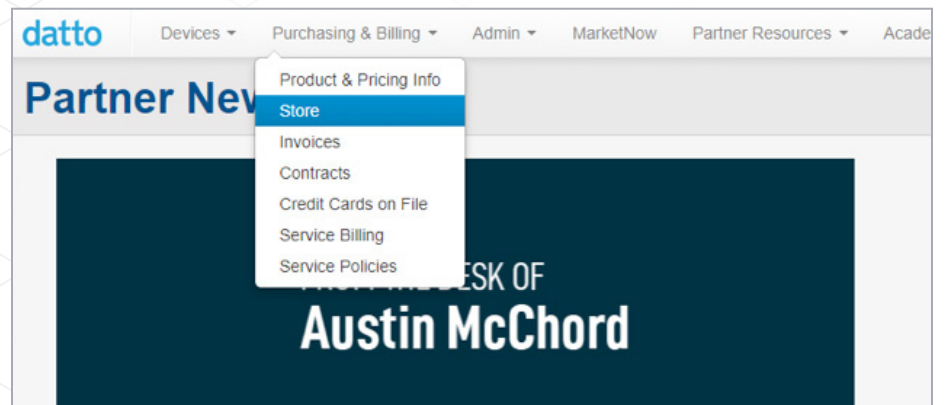 datto Devices Purchasing & Billing Admin MarketNow Partner Resources
Product & Pricing Info
Partner
Store
Invoices
Contracts
Credit Cards on File
Service Billing
Service Policies
DESK OF
Austin McChord